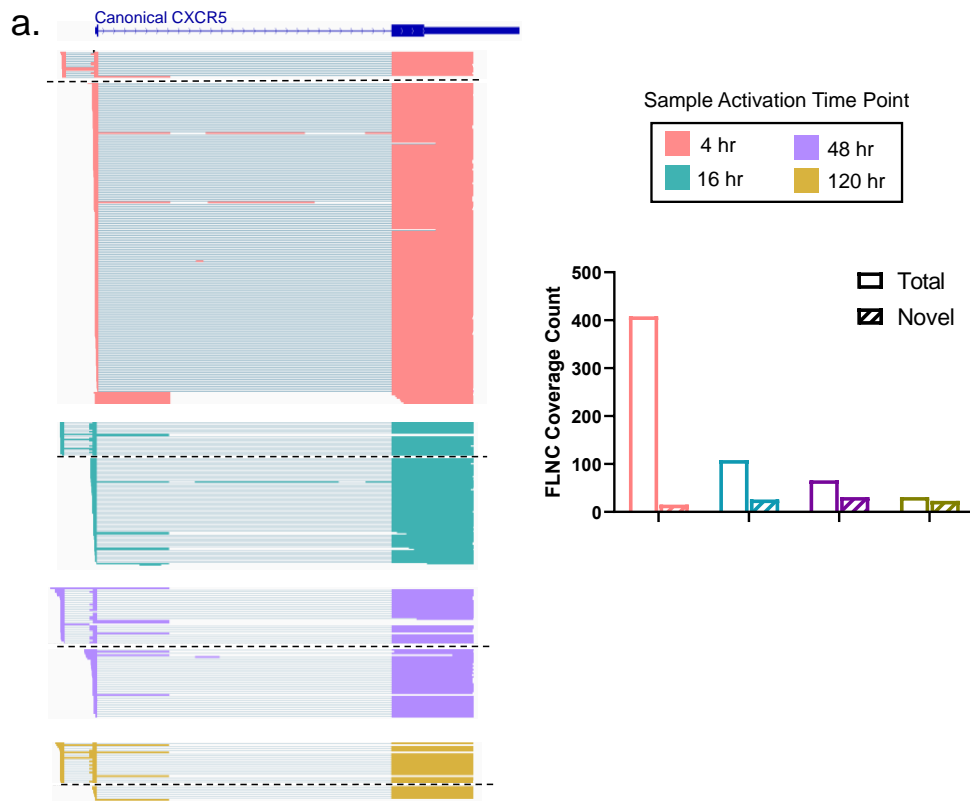 a.
Canonical CXCR5
Sample Activation Time Point
4 hr
48 hr
16 hr
120 hr
FLNC Coverage Count
500
400
300
200
100
0
Total
Novel